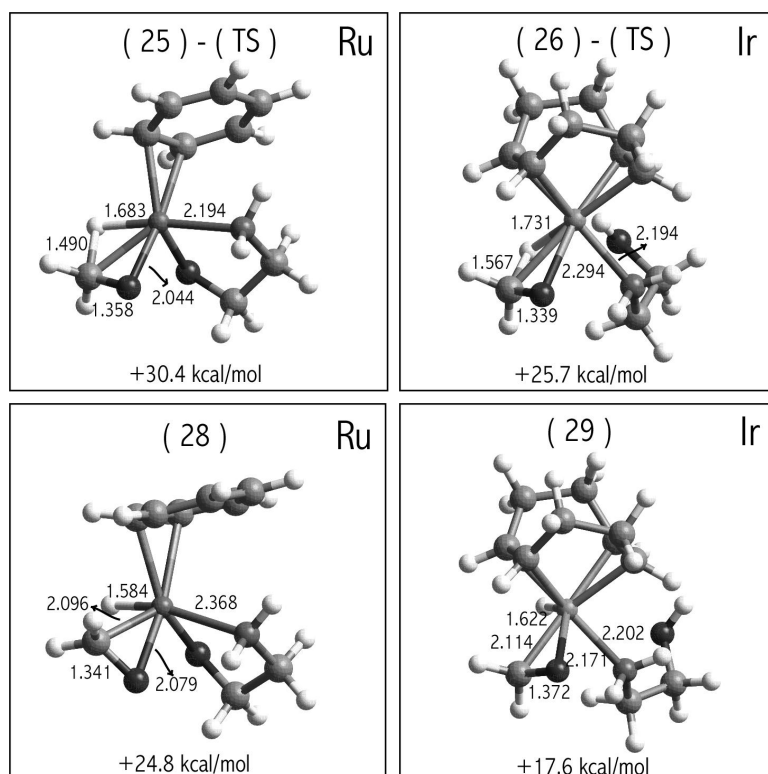 ( 25 ) - ( TS ) Ru
1.683
2.194
1.490
1.358
2.044
+30.4 kcal/mol
( 26 ) - ( TS ) Ir
1.731
2.194
1.567
2.294
1.339
+25.7 kcal/mol
( 28 ) Ru
1.584
2.096
2.368
1.341
2.079
+24.8 kcal/mol
( 29 ) Ir
1.622
2.114
2.202
2.171
1.372
+17.6 kcal/mol